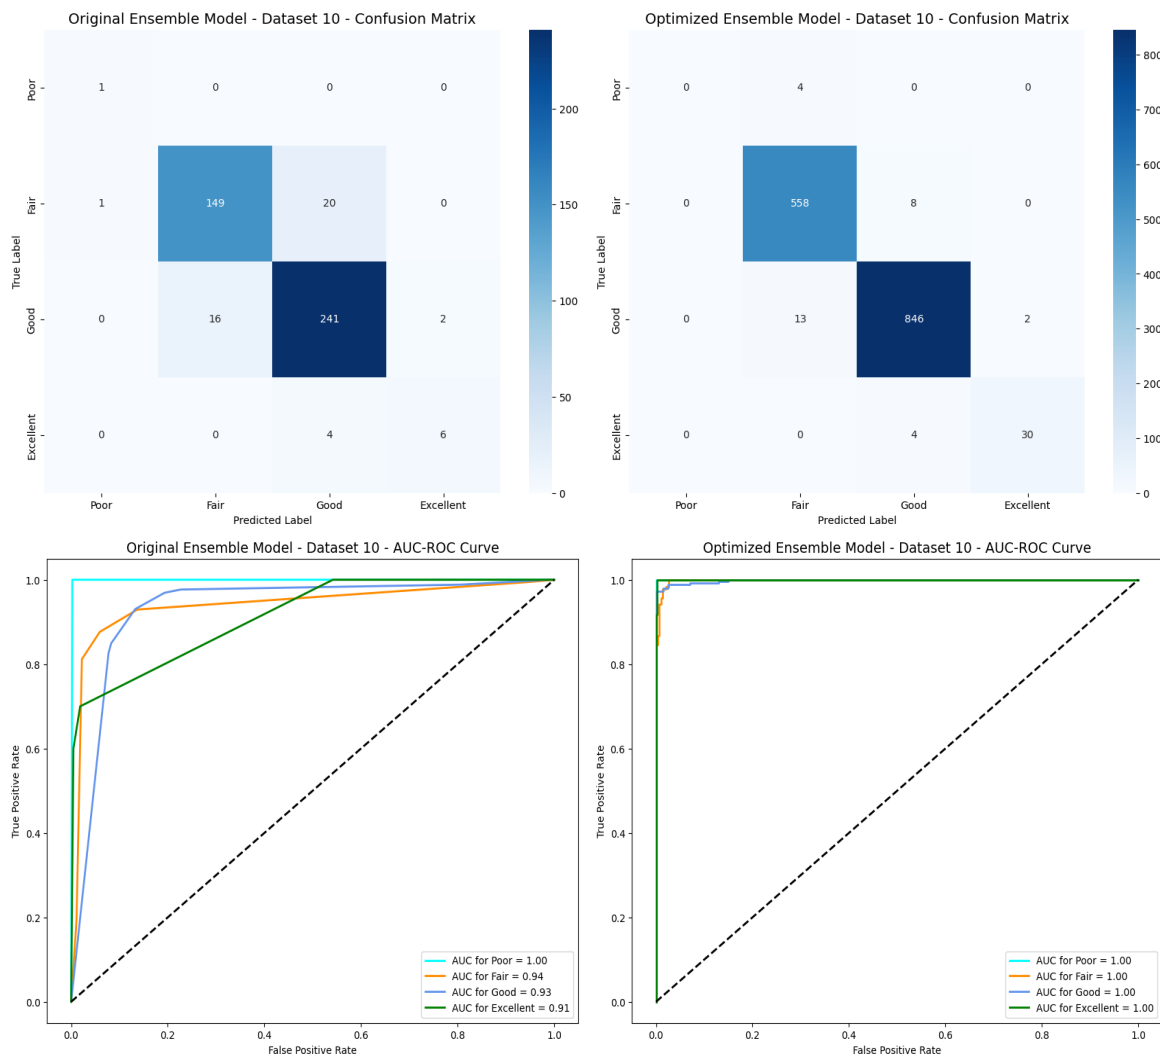 Original Ensemble Model - Dataset 10 - Confusion Matrix
Poor
Fair
Good
Excellent
True Label
1 0 0 0
1 149 20 0
0 16 241 2
0 0 4 6
Poor Fair Good Excellent
Predicted Label
200
150
100
50
0
Optimized Ensemble Model - Dataset 10 - Confusion Matrix
Poor
Fair
Good
Excellent
True Label
0 4 0 0
0 558 8 0
0 13 846 2
0 0 4 30
Poor Fair Good Excellent
Predicted Label
800
700
600
500
400
300
200
100
0
Original Ensemble Model - Dataset 10 - AUC-ROC Curve
True Positive Rate
1.0
0.8
0.6
0.4
0.2
0.0
AUC for Poor = 1.00
AUC for Fair = 0.94
AUC for Good = 0.93
AUC for Excellent = 0.91
0.0 0.2 0.4 0.6 0.8 1.0
False Positive Rate
Optimized Ensemble Model - Dataset 10 - AUC-ROC Curve
True Positive Rate
1.0
0.8
0.6
0.4
0.2
0.0
AUC for Poor = 1.00
AUC for Fair = 1.00
AUC for Good = 1.00
AUC for Excellent = 1.00
0.0 0.2 0.4 0.6 0.8 1.0
False Positive Rate